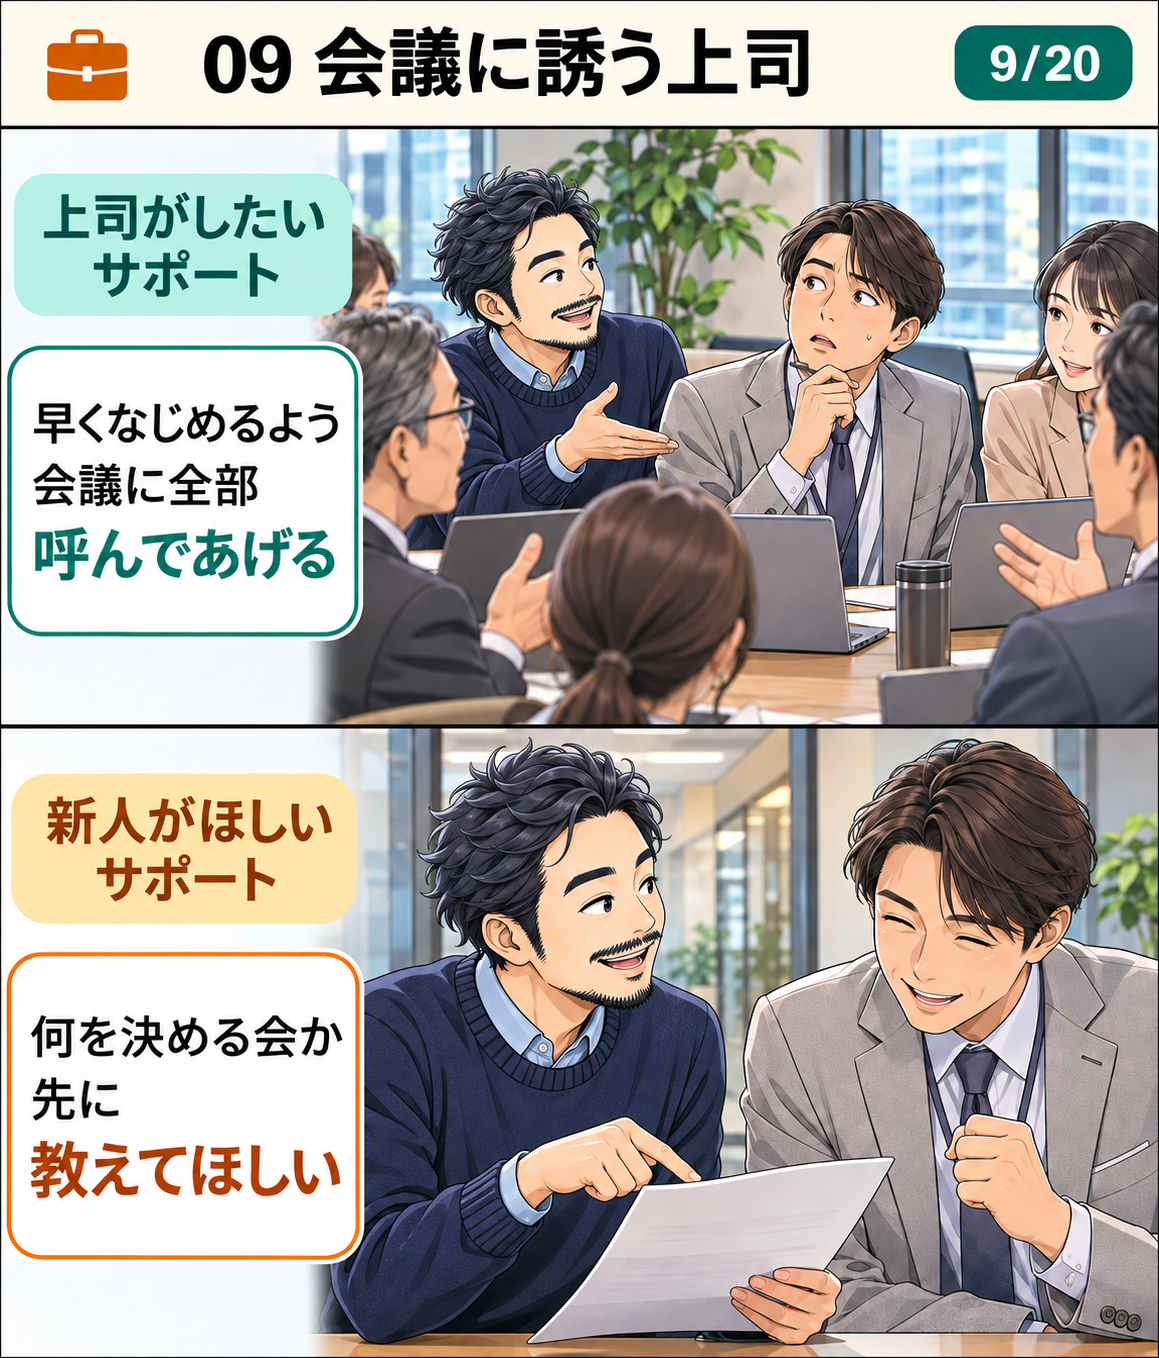 09 会議に誘う上司
9/20
上司がしたい
サポート
早くなじめるよう
会議に全部
呼んであげる
新人がほしい
サポート
何を決める会か
先に
教えてほしい